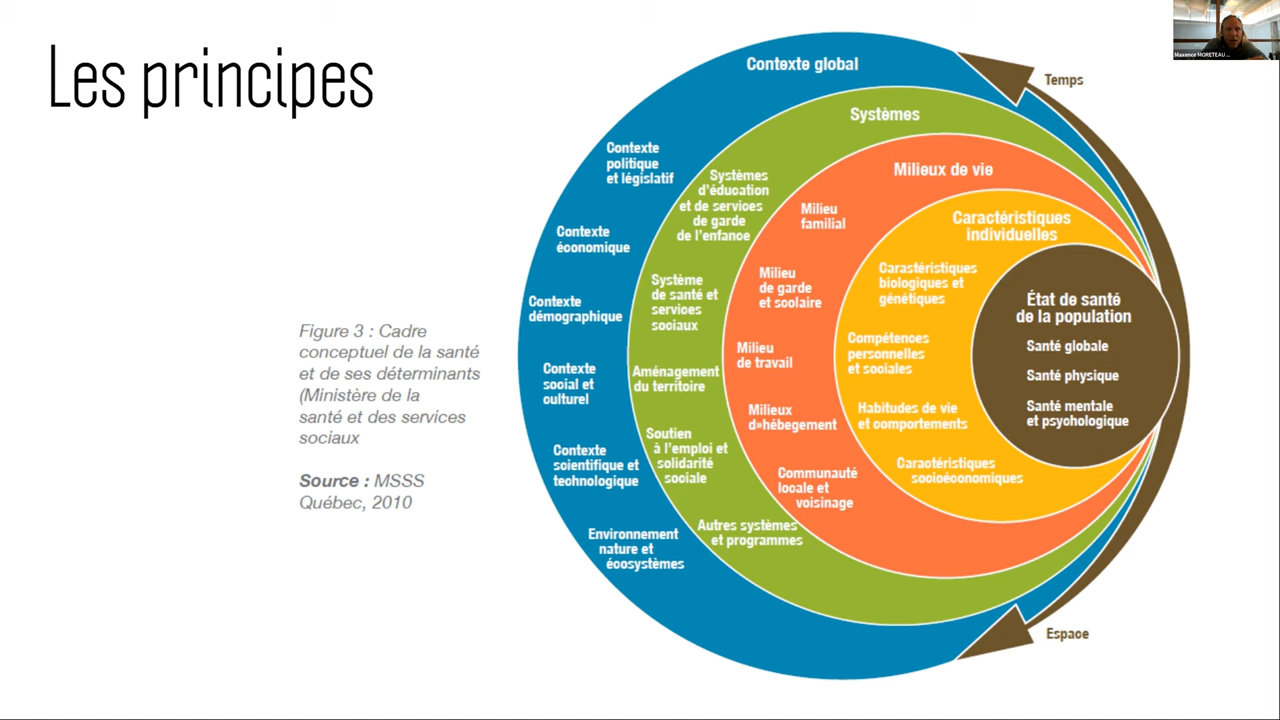 Les principes
Maxence MORETEAU ...
Figure 3 : Cadre
conceptuel de la santé
et de ses déterminants
(Ministère de la
santé et des services
sociaux
Source : MSSS
Québec, 2010
Contexte global
Contexte
politique
et législatif
Contexte
économique
Contexte
démographique
Contexte
social et
culturel
Contexte
scientifique et
technologique
Environnement
nature et
écosystèmes
Systèmes
Systèmes
d'éducation
et de services
de garde
de l'enfance
Système
de santé et
services
sociaux
Aménagement
du territoire
Soutien
à l'emploi et
solidarité
sociale
Autres systèmes
et programmes
Milieux de vie
Milieu
familial
Milieu
de garde
et scolaire
Milieu
de travail
Milieux
d»hébegement
Communauté
locale et
voisinage
Caractéristiques
individuelles
Carastéristiques
biologiques et
génétiques
Compétences
personnelles
et sociales
Habitudes de vie
et comportements
Caractéristiques
socioéconomiques
État de santé
de la population
Santé globale
Santé physique
Santé mentale
et psychologique
Temps
Espace